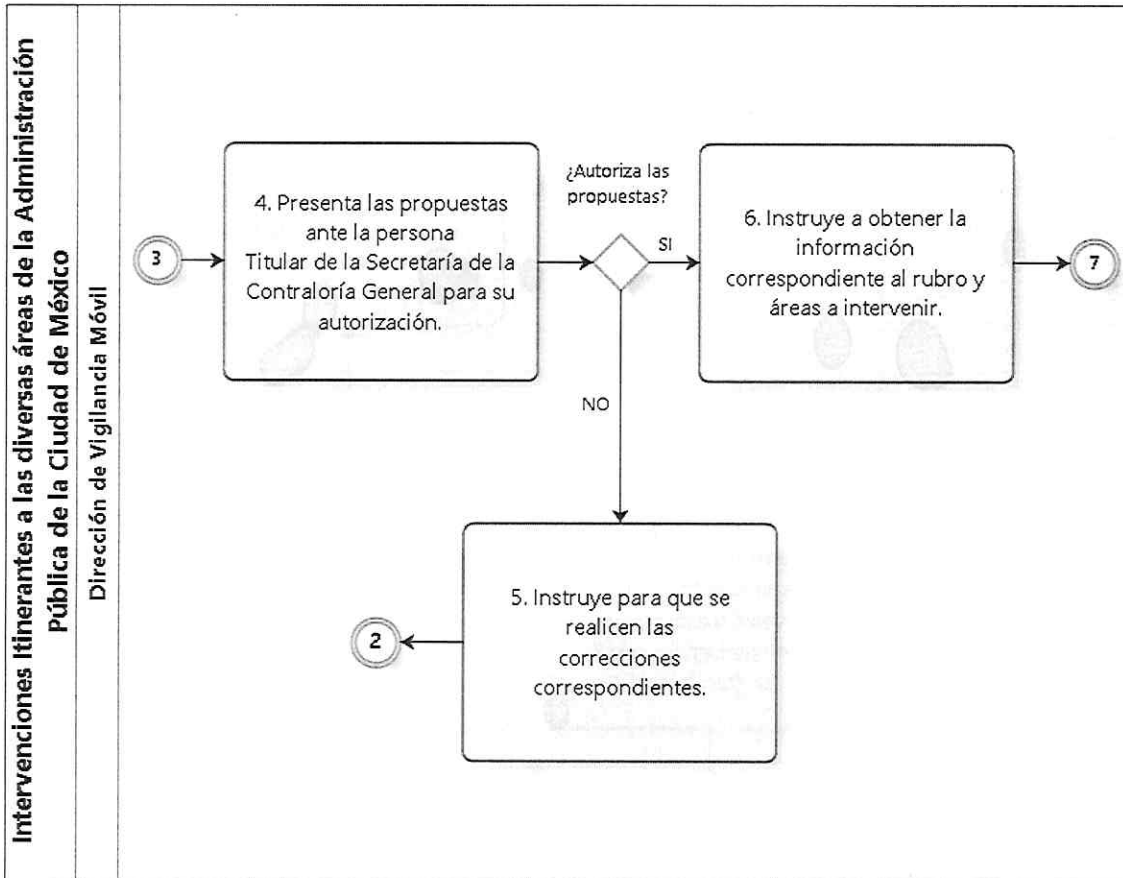 Intervenciones Itinerantes a las diversas áreas de la Administración
Pública de la Ciudad de México
Dirección de Vigilancia Móvil
3
4. Presenta las propuestas
ante la persona
Titular de la Secretaría de la
Contraloría General para su
autorización.
¿Autoriza las
propuestas?
SI
6. Instruye a obtener la
información
correspondiente al rubro y
áreas a intervenir.
7
NO
5. Instruye para que se
realicen las
correcciones
correspondientes.
2